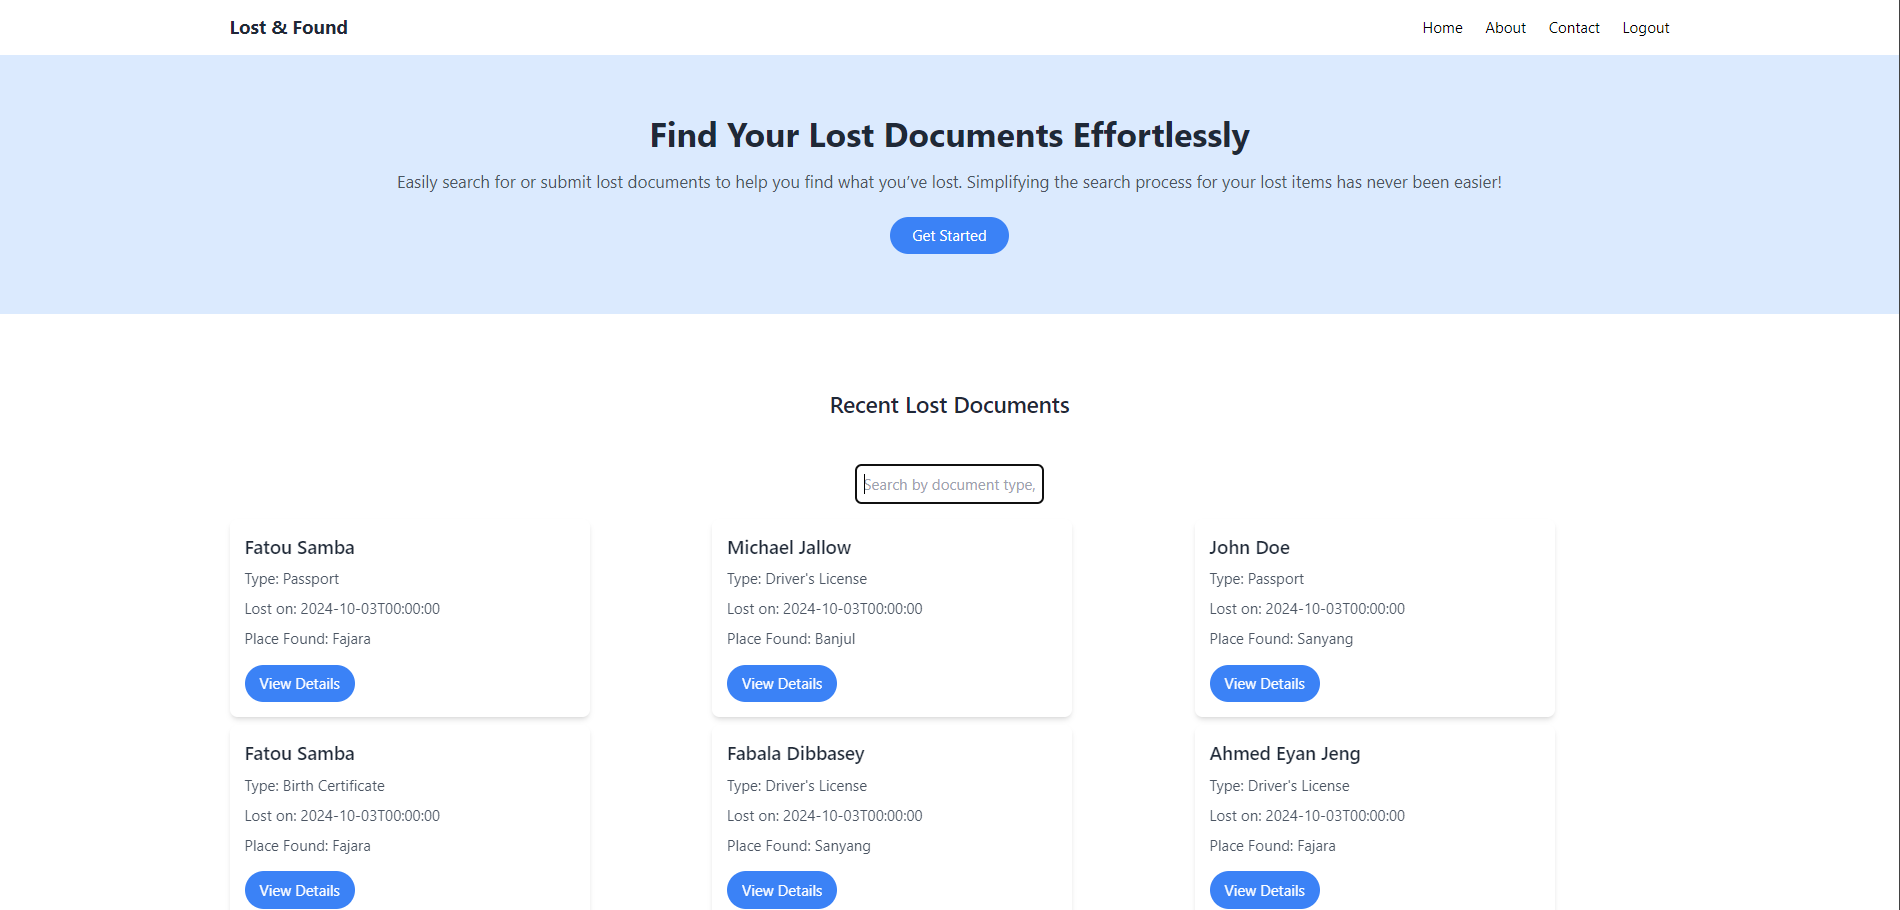 Lost & Found
Home About Contact Logout
Find Your Lost Documents Effortlessly
Easily search for or submit lost documents to help you find what you’ve lost. Simplifying the search process for your lost items has never been easier!
Get Started
Recent Lost Documents
Search by document type,
Fatou Samba
Type: Passport
Lost on: 2024-10-03T00:00:00
Place Found: Fajara
View Details
Michael Jallow
Type: Driver's License
Lost on: 2024-10-03T00:00:00
Place Found: Banjul
View Details
John Doe
Type: Passport
Lost on: 2024-10-03T00:00:00
Place Found: Sanyang
View Details
Fatou Samba
Type: Birth Certificate
Lost on: 2024-10-03T00:00:00
Place Found: Fajara
View Details
Fabala Dibbasey
Type: Driver's License
Lost on: 2024-10-03T00:00:00
Place Found: Sanyang
View Details
Ahmed Eyan Jeng
Type: Driver's License
Lost on: 2024-10-03T00:00:00
Place Found: Fajara
View Details